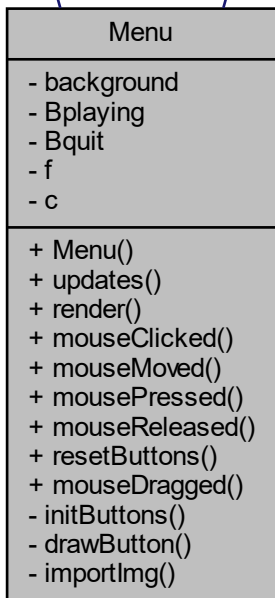 Menu
- background
- Bplaying
- Bquit
- f
- c
+ Menu()
+ updates()
+ render()
+ mouseClicked()
+ mouseMoved()
+ mousePressed()
+ mouseReleased()
+ resetButtons()
+ mouseDragged()
- initButtons()
- drawButton()
- importImg()